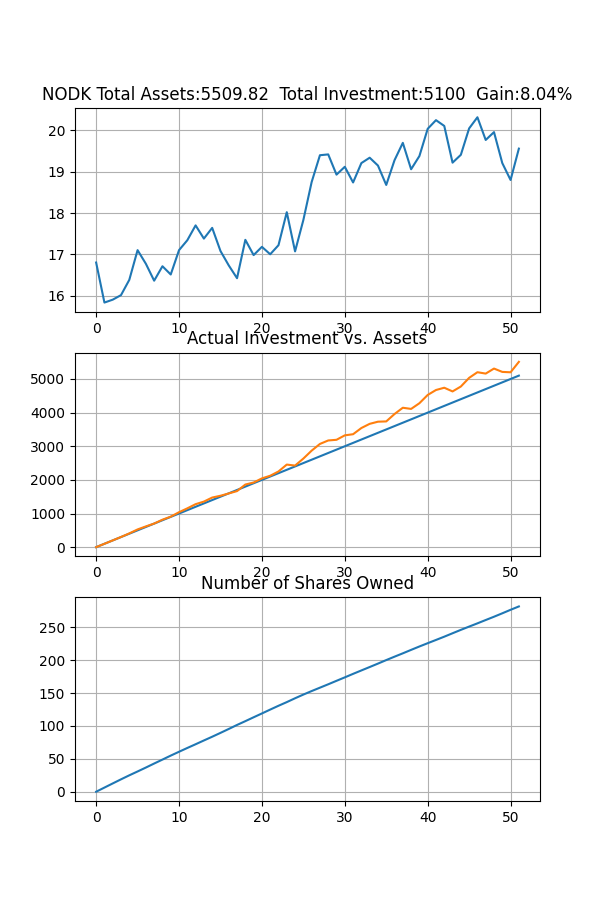 NODK Total Assets:5509.82  Total Investment:5100  Gain:8.04%
20
19
18
17
16
0 10 20 30 40 50
Actual Investment vs. Assets
5000
4000
3000
2000
1000
0
0 10 20 30 40 50
Number of Shares Owned
250
200
150
100
50
0
0 10 20 30 40 50